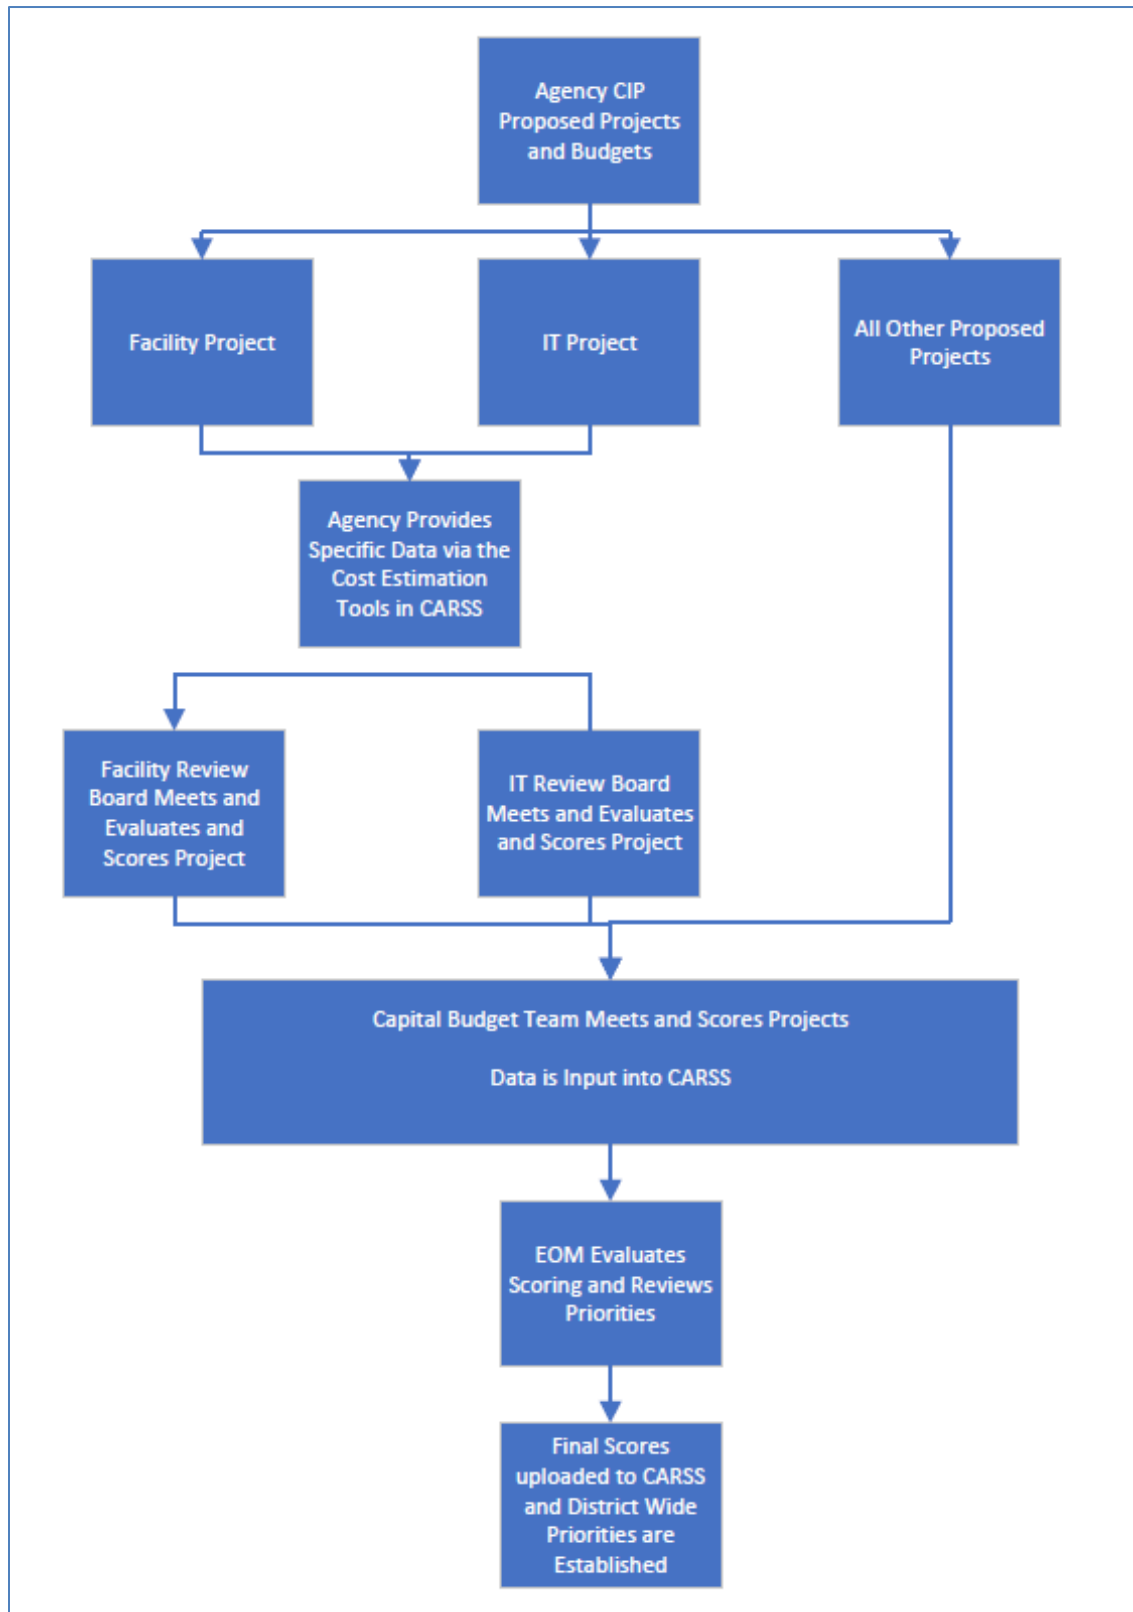 Agency CIP
Proposed Projects
and Budgets
Facility Project
IT Project
All Other Proposed
Projects
Agency Provides
Specific Data via the
Cost Estimation
Tools in CARSS
Facility Review
Board Meets and
Evaluates and
Scores Project
IT Review Board
Meets and Evaluates
and Scores Project
Capital Budget Team Meets and Scores Projects
Data is Input into CARSS
EOM Evaluates
Scoring and Reviews
Priorities
Final Scores
uploaded to CARSS
and District Wide
Priorities are
Established